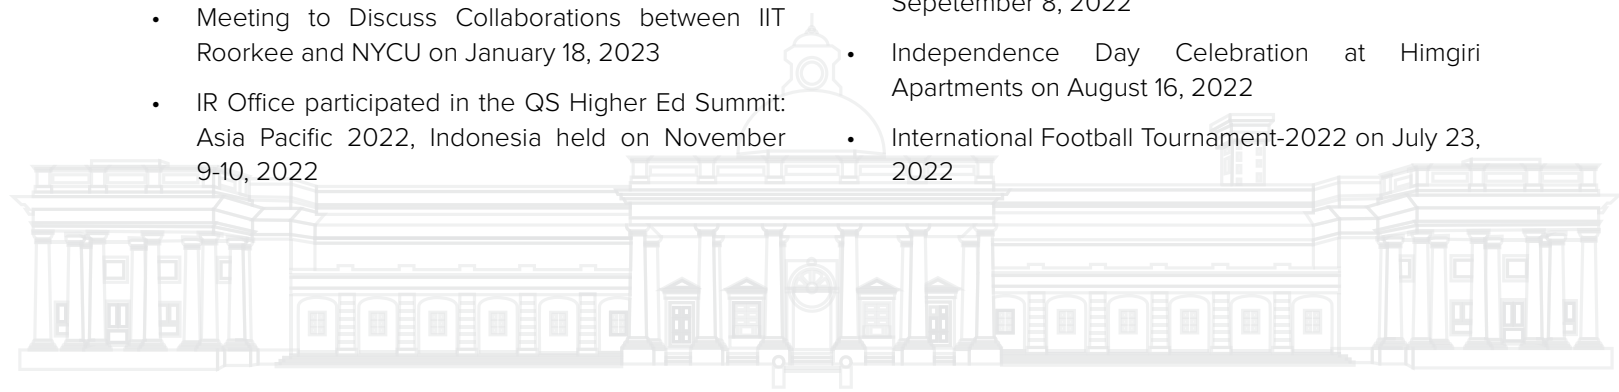 • Meeting to Discuss Collaborations between IIT
Roorkee and NYCU on January 18, 2023
• IR Office participated in the QS Higher Ed Summit:
Asia Pacific 2022, Indonesia held on November
9-10, 2022
Sepetember 8, 2022
• Independence Day Celebration at Himgiri
Apartments on August 16, 2022
• International Football Tournament-2022 on July 23,
2022